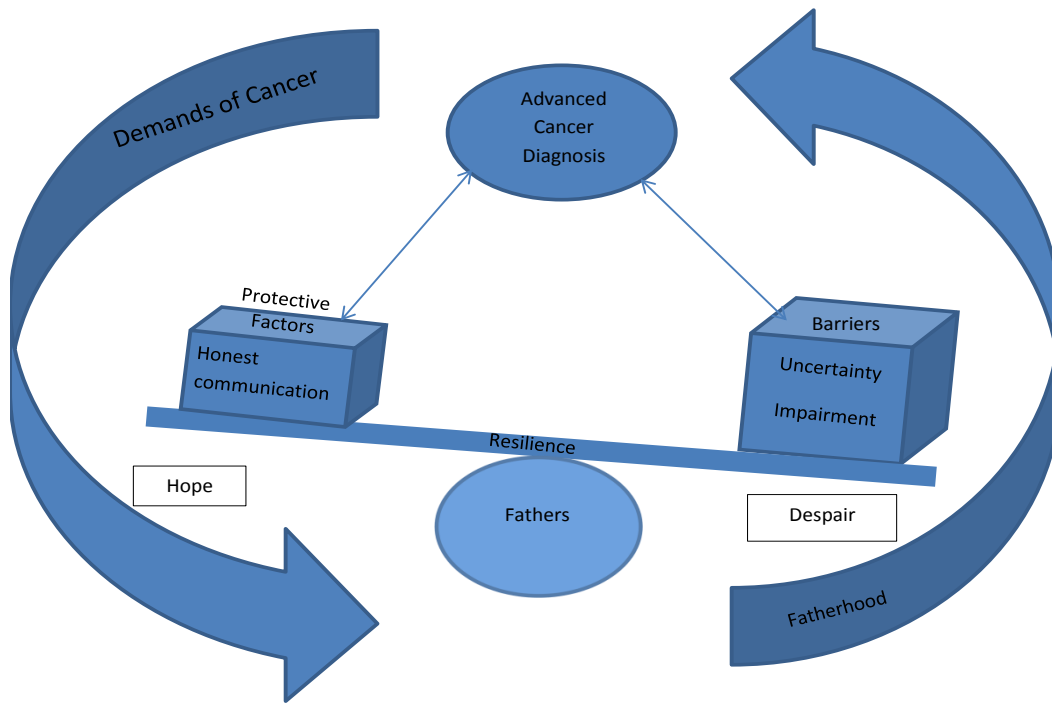 Demands of Cancer
Advanced
Cancer
Diagnosis
Protective
Factors
Honest
communication
Barriers
Uncertainty
Impairment
Resilience
Hope
Fathers
Despair
Fatherhood